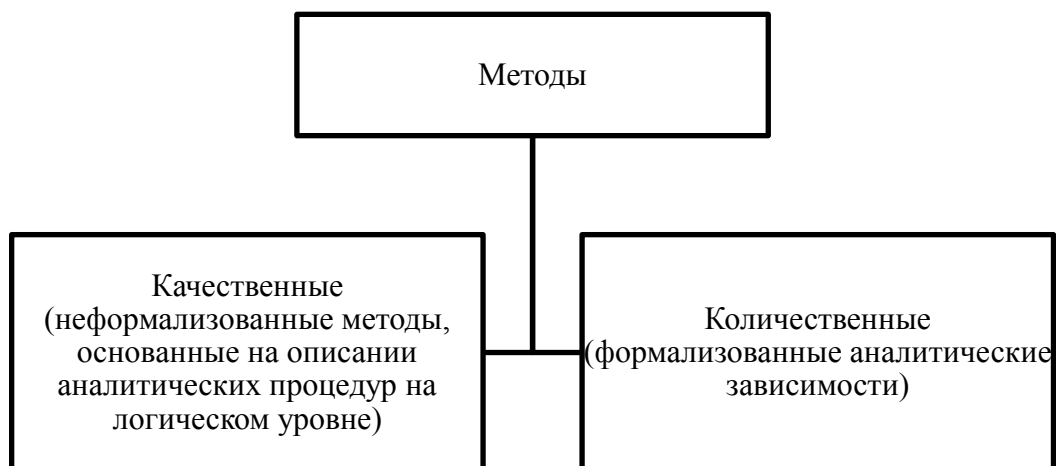 Методы
Качественные
(неформализованные методы,
основанные на описании
аналитических процедур на
логическом уровне)
Количественные
(формализованные аналитические
зависимости)